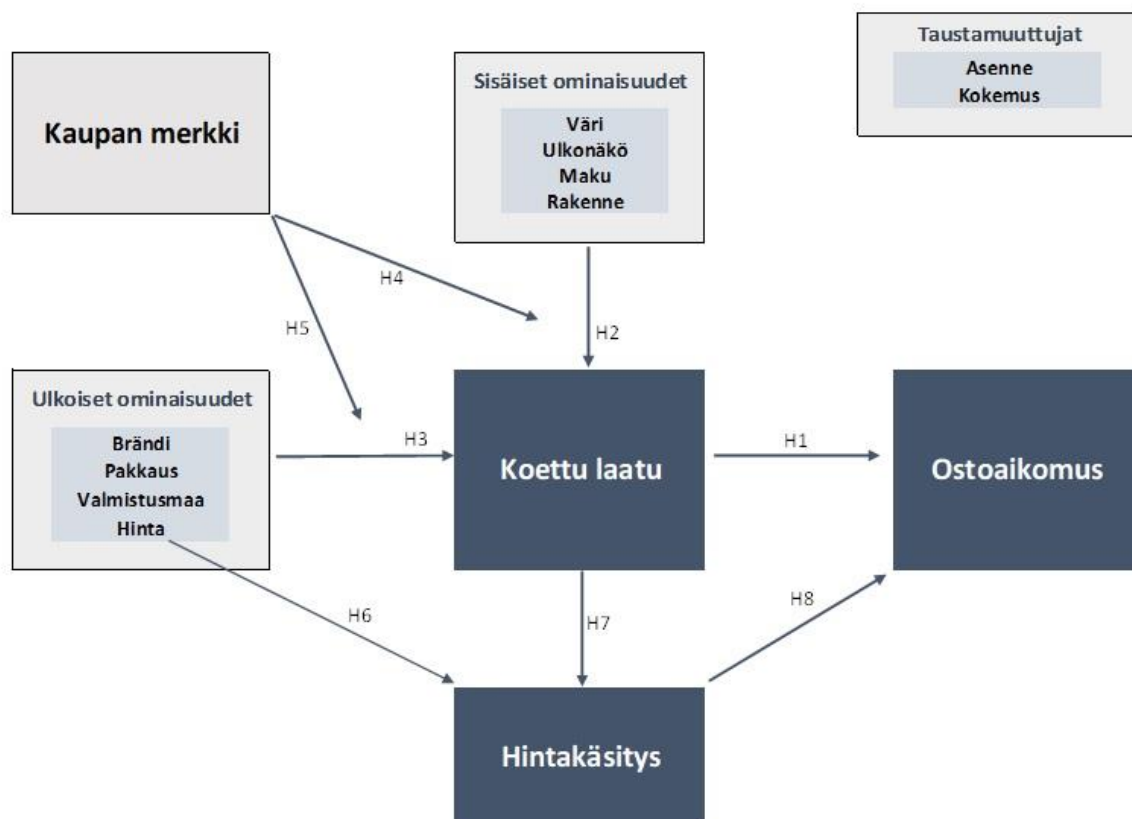 Taustamuuttujat
Asenne
Kokemus
Sisäiset ominaisuudet
Väri
Ulkonäkö
Maku
Rakenne
Kaupan merkki
H4
H5
H2
Ulkoiset ominaisuudet
Brändi
Pakkaus
Valmistusmaa
Hinta
H3
Koettu laatu
H1
Ostoaikomus
H6
H7
H8
Hintakäsitys